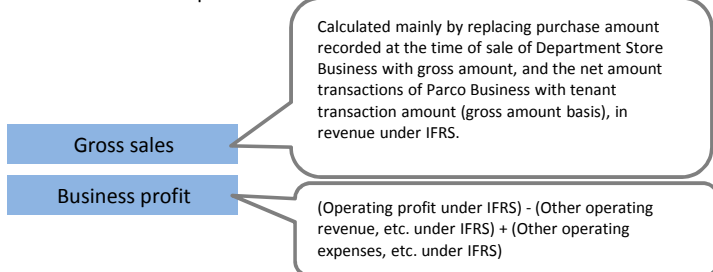 Calculated mainly by replacing purchase amount
recorded at the time of sale of Department Store
Business with gross amount, and the net amount
transactions of Parco Business with tenant
transaction amount (gross amount basis), in
revenue under IFRS.
Gross sales
Business profit
(Operating profit under IFRS) - (Other operating
revenue, etc. under IFRS) + (Other operating
expenses, etc. under IFRS)